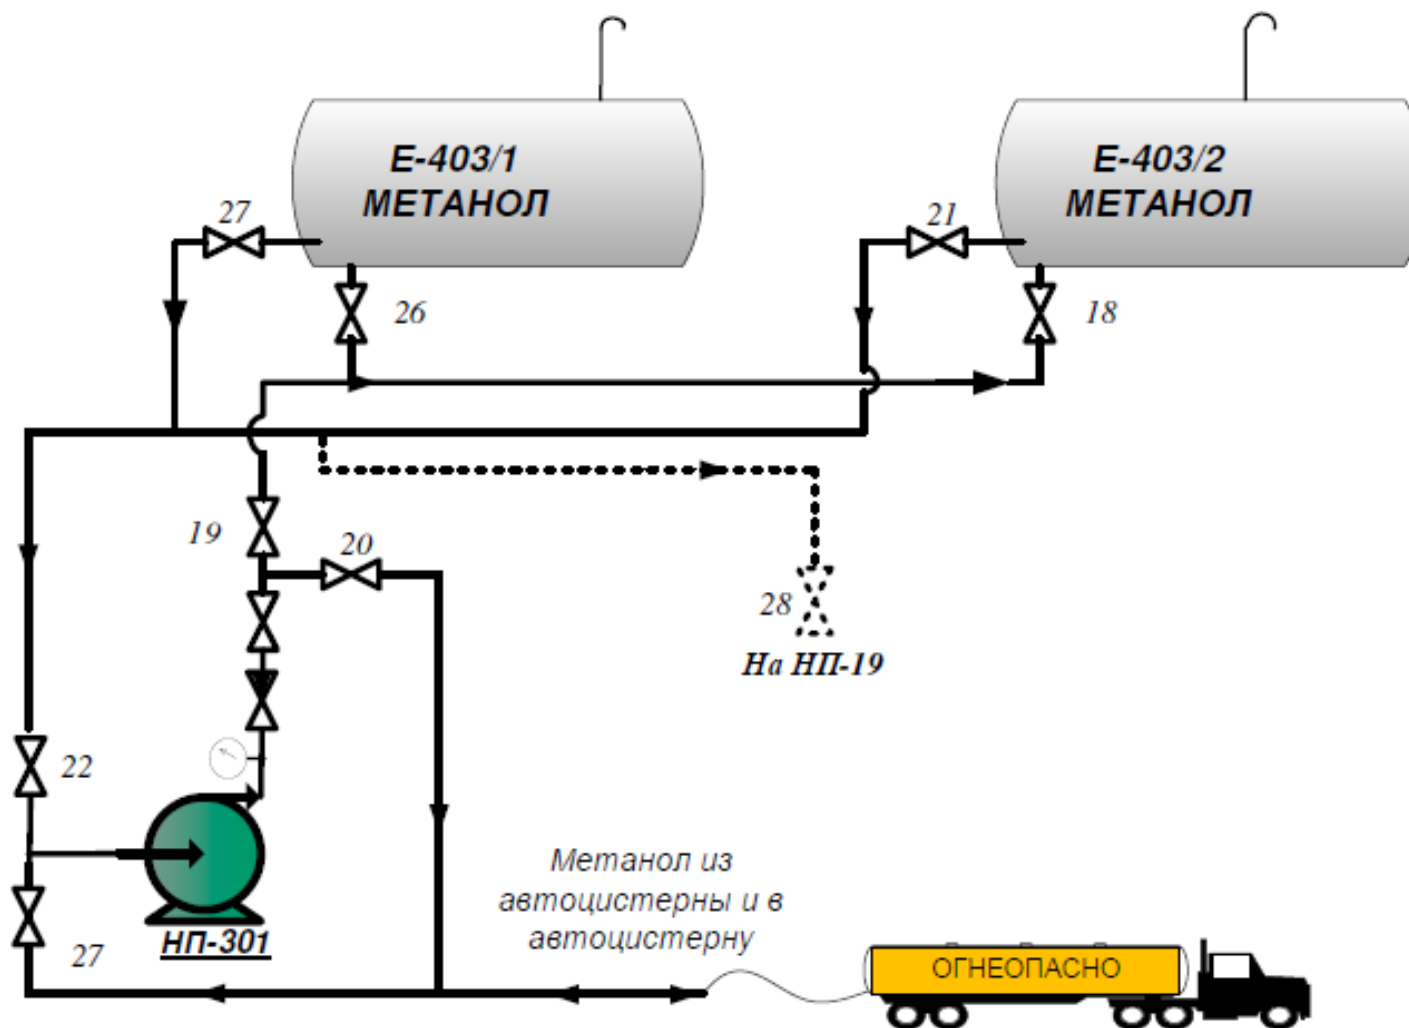 Е-403/1
МЕТАНОЛ
Е-403/2
МЕТАНОЛ
27
21
26
18
19
20
28
На НП-19
22
Метанол из
автоцистерны и в
автоцистерну
НП-301
27
ОГНЕОПАСНО